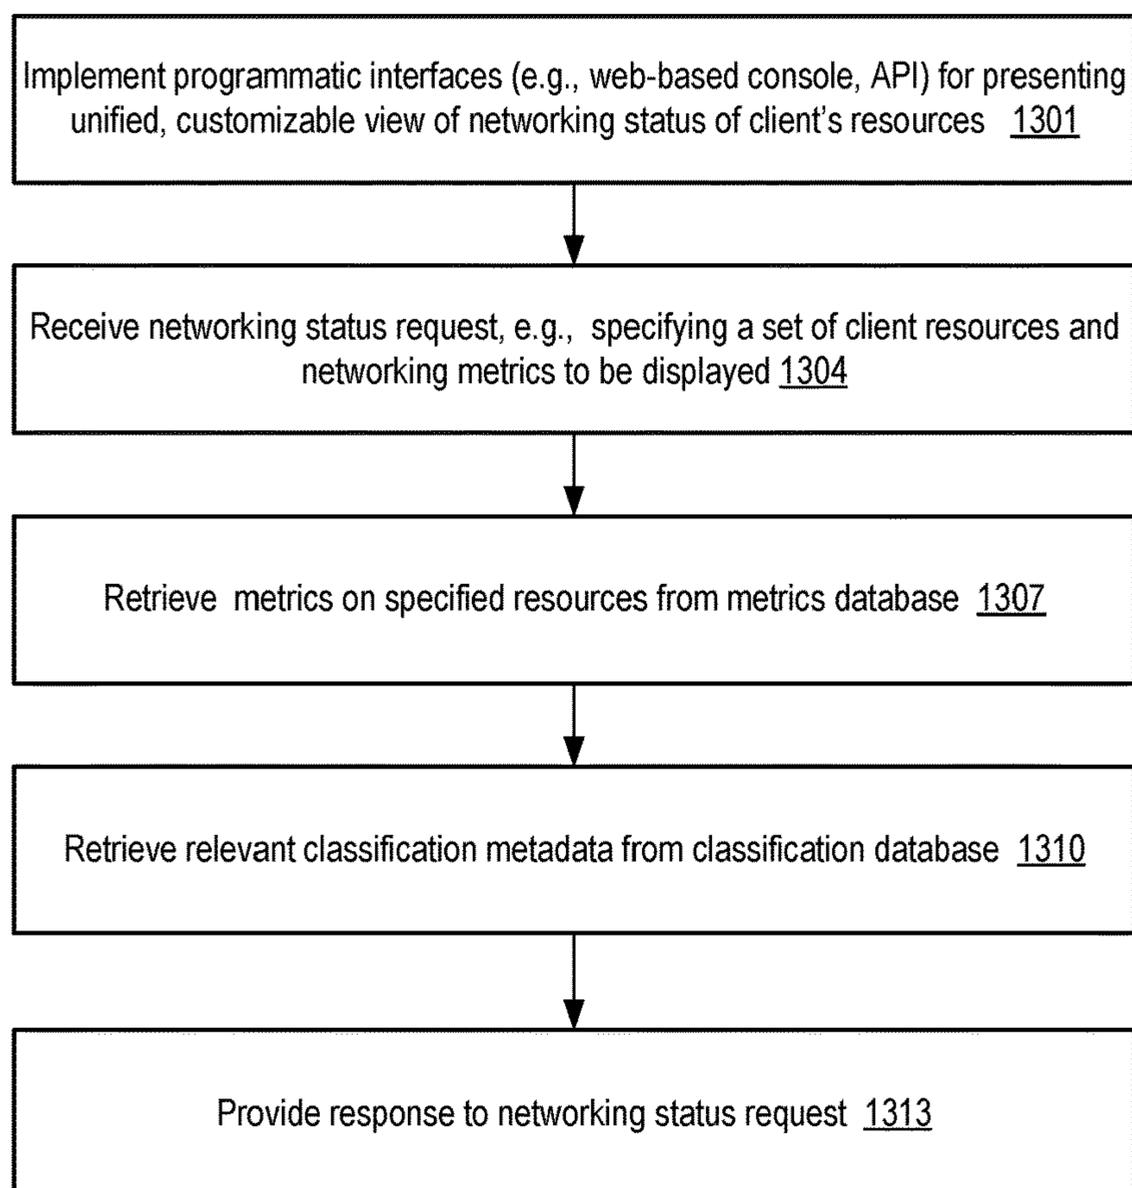 Implement programmatic interfaces (e.g., web-based console, API) for presenting
unified, customizable view of networking status of client's resources 1301
Receive networking status request, e.g., specifying a set of client resources and
networking metrics to be displayed 1304
Retrieve metrics on specified resources from metrics database 1307
Retrieve relevant classification metadata from classification database 1310
Provide response to networking status request 1313